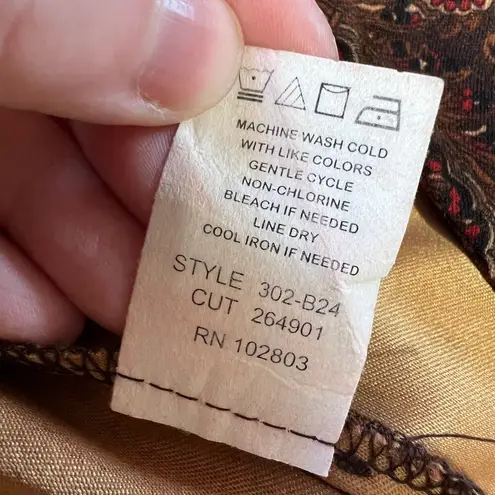 MACHINE WASH COLD
WITH LIKE COLORS
GENTLE CYCLE
NON-CHLORINE
BLEACH IF NEEDED
LINE DRY
COOL IRON IF NEEDED
STYLE 302-B24
CUT 264901
RN 102803